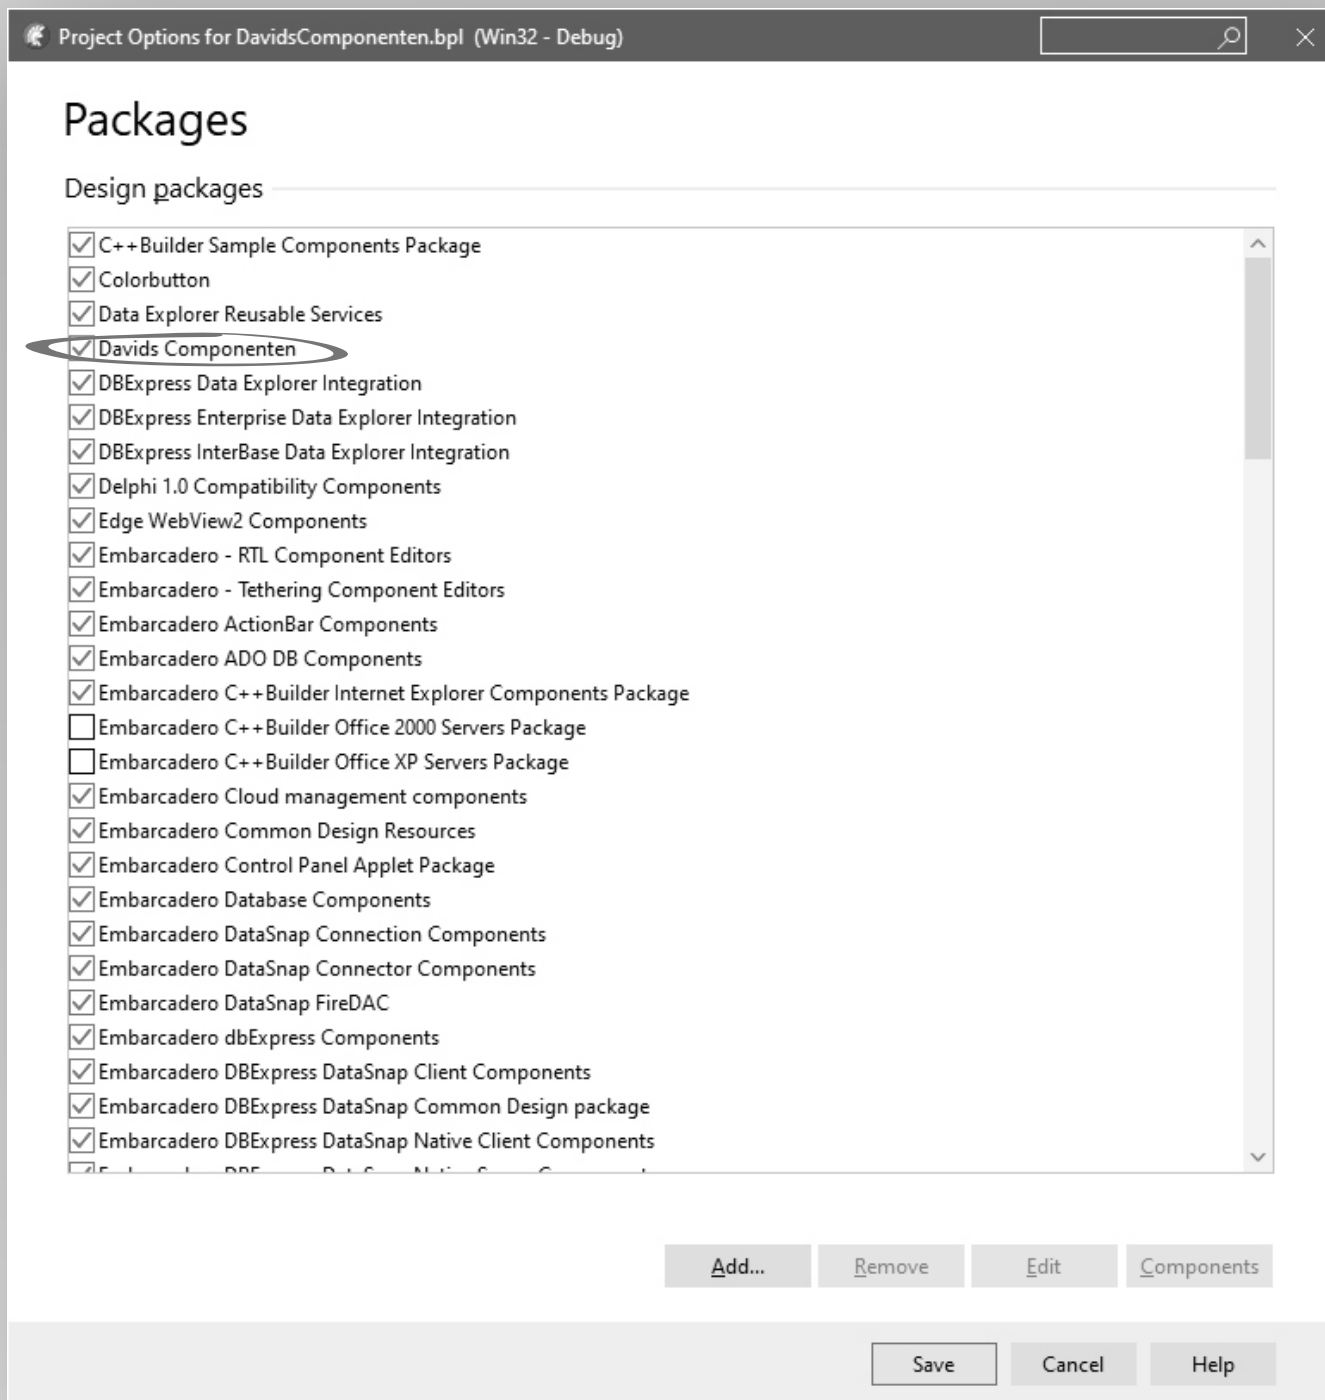 Project Options for DavidsComponenten.bpl (Win32 - Debug)
Packages
Design packages
C++Builder Sample Components Package
Colorbutton
Data Explorer Reusable Services
Davids Componenten
DBExpress Data Explorer Integration
DBExpress Enterprise Data Explorer Integration
DBExpress InterBase Data Explorer Integration
Delphi 1.0 Compatibility Components
Edge WebView2 Components
Embarcadero - RTL Component Editors
Embarcadero - Tethering Component Editors
Embarcadero ActionBar Components
Embarcadero ADO DB Components
Embarcadero C++Builder Internet Explorer Components Package
Embarcadero C++Builder Office 2000 Servers Package
Embarcadero C++Builder Office XP Servers Package
Embarcadero Cloud management components
Embarcadero Common Design Resources
Embarcadero Control Panel Applet Package
Embarcadero Database Components
Embarcadero DataSnap Connection Components
Embarcadero DataSnap Connector Components
Embarcadero DataSnap FireDAC
Embarcadero dbExpress Components
Embarcadero DBExpress DataSnap Client Components
Embarcadero DBExpress DataSnap Common Design package
Embarcadero DBExpress DataSnap Native Client Components
Add... Remove Edit Components
Save Cancel Help